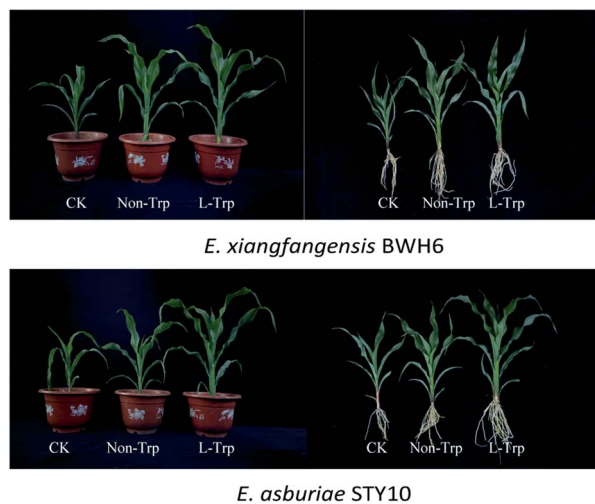 CK Non-Trp L-Trp CK Non-Trp L-Trp
E. xiangfangensis BWH6
CK Non-Trp L-Trp CK Non-Trp L-Trp
E. asburiae STY10